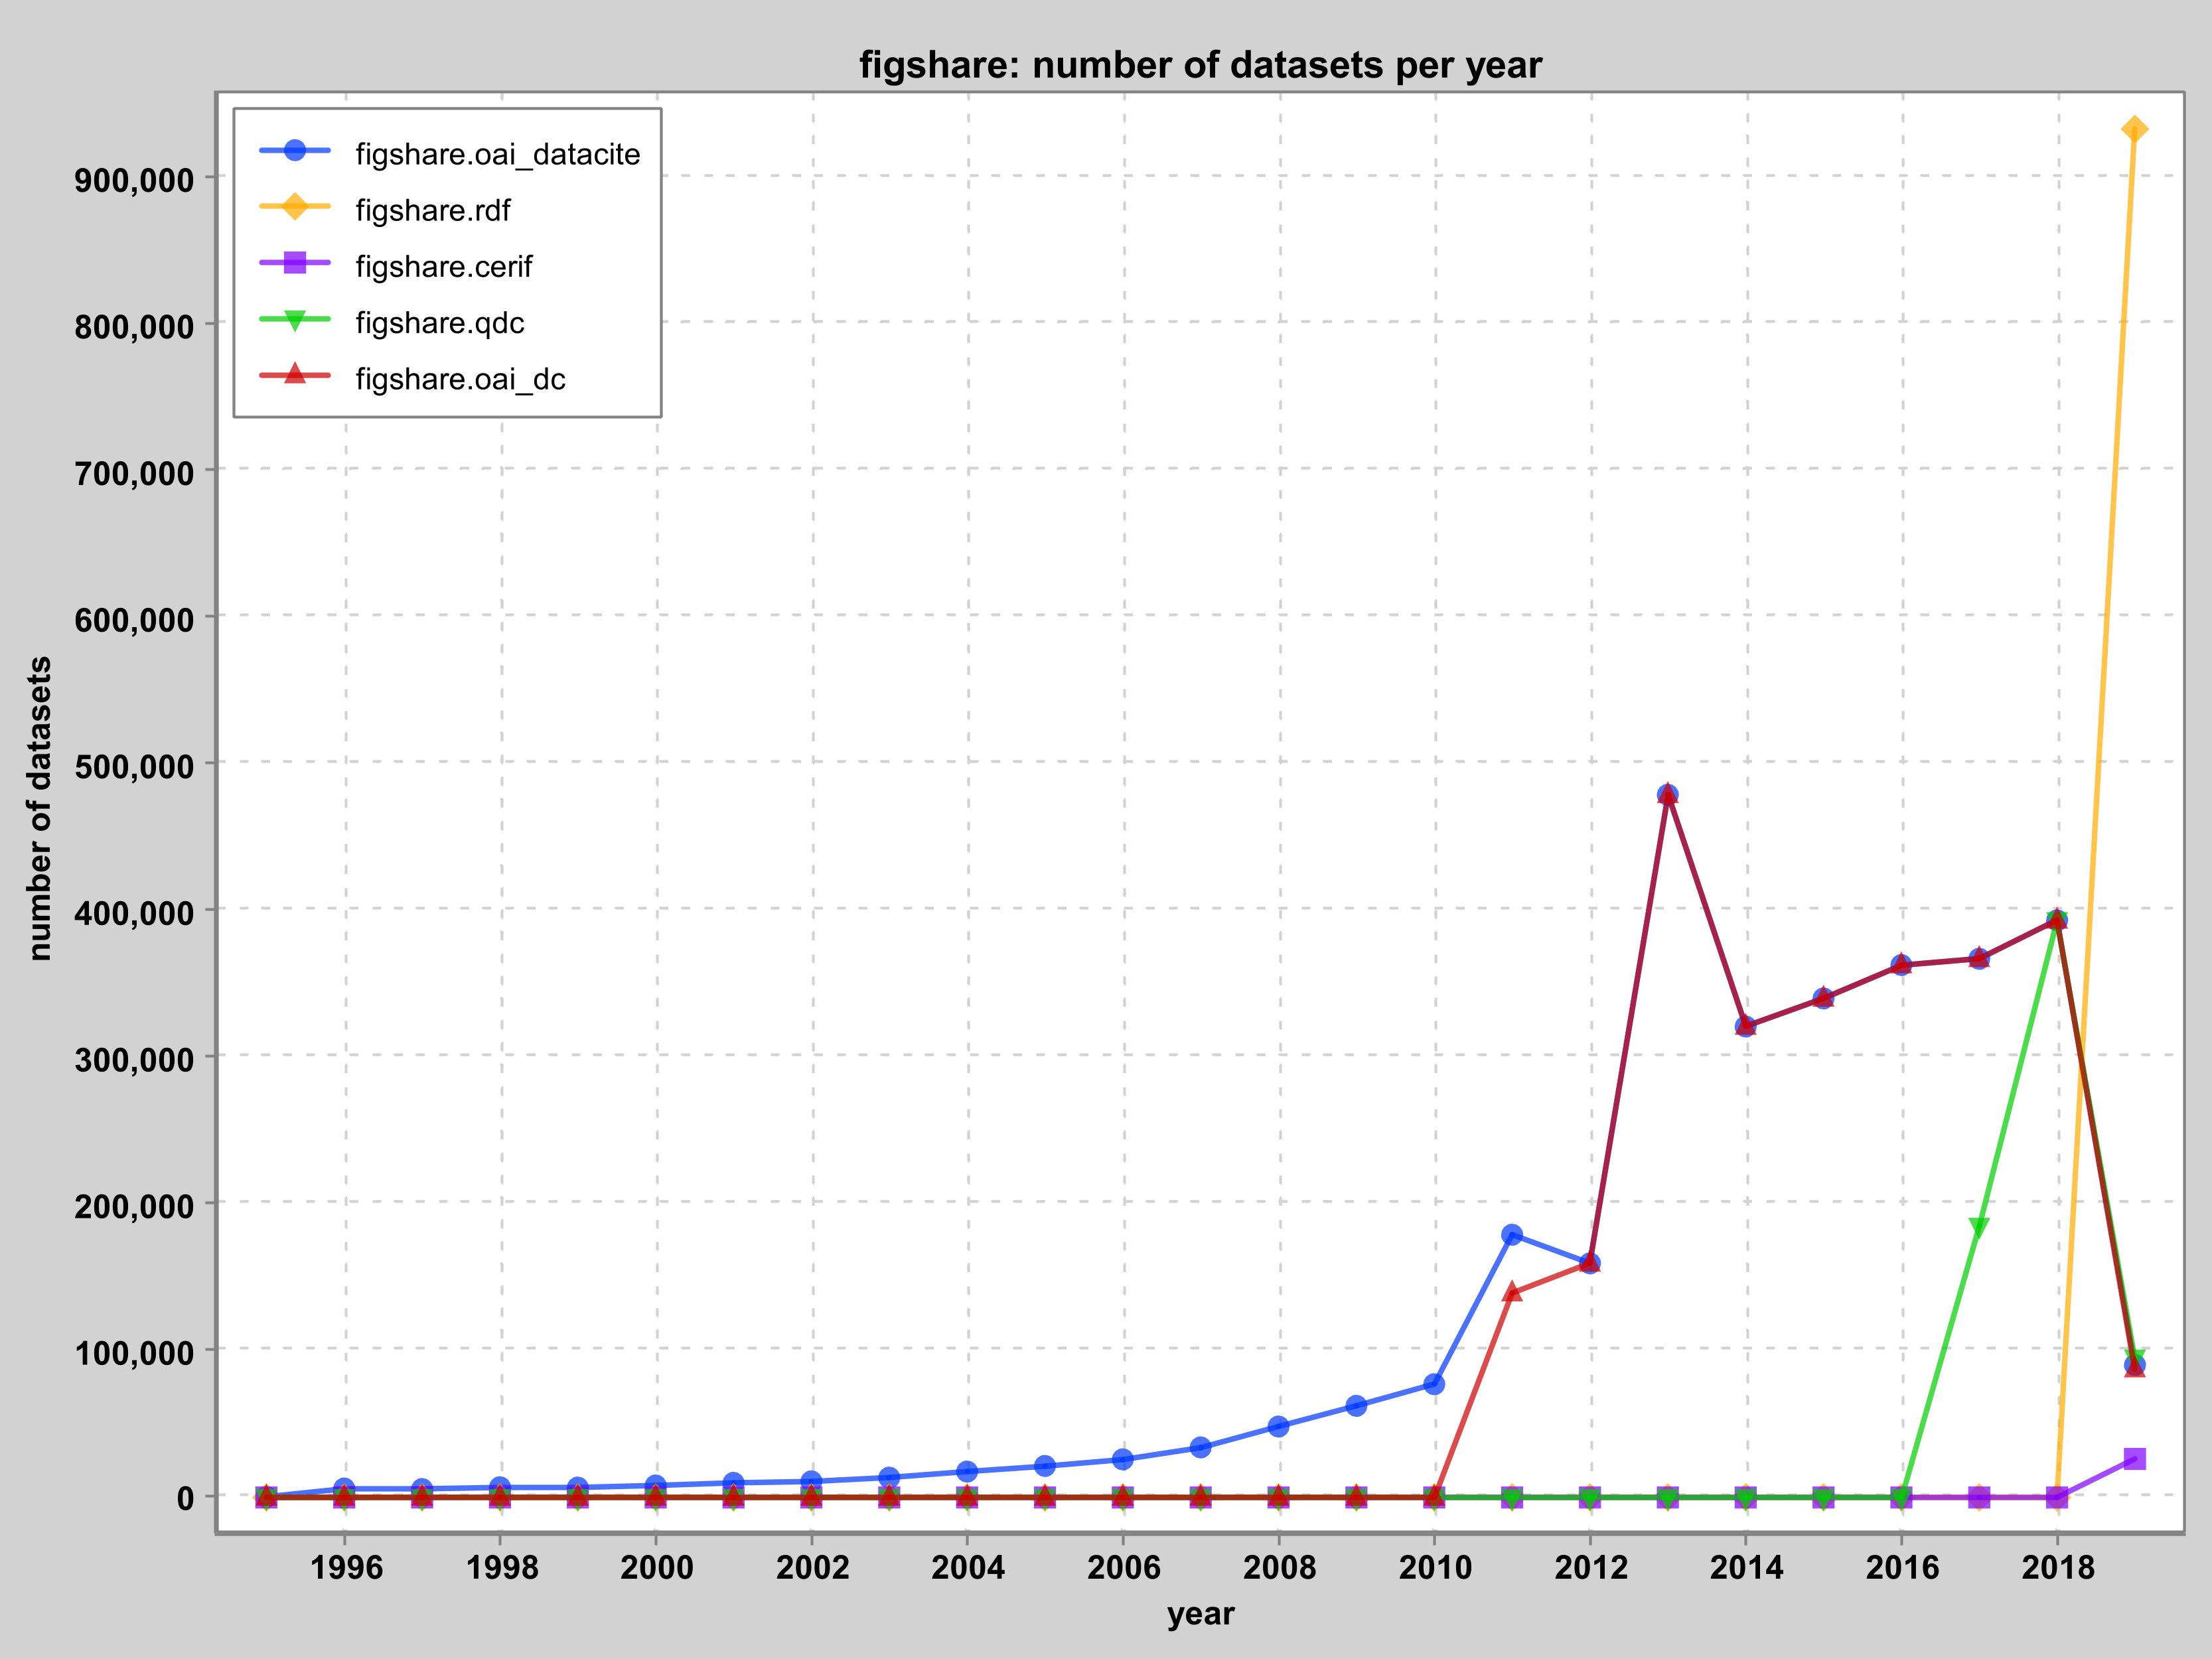 figshare: number of datasets per year
figshare.oai_datacite
figshare.rdf
figshare.cerif
figshare.qdc
figshare.oai_dc
number of datasets
900,000
800,000
700,000
600,000
500,000
400,000
300,000
200,000
100,000
0
1996 1998 2000 2002 2004 2006 2008 2010 2012 2014 2016 2018
year